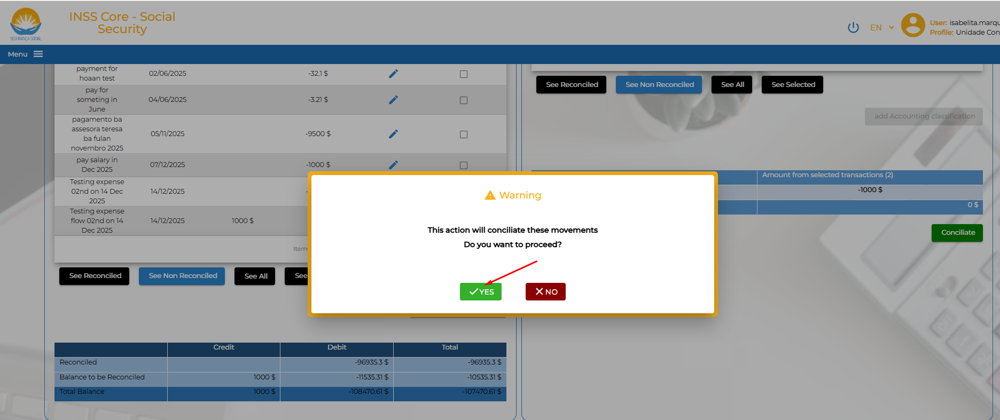 INSS Core - Social
Security
SEGURANÇA SOCIAL
EN
User: isabelita.marqu
Profile: Unidade Con
Menu
payment for
hoaan test
02/06/2025
-32.1 $
pay for
someting in
June
04/06/2025
-3.21 $
pagamento ba
assesora teresa
ba fulan
novembro 2025
05/11/2025
-9500 $
pay salary in
Dec 2025
07/12/2025
-1000 $
Testing expense
02nd on 14 Dec
2025
14/12/2025
-
Testing expense
flow 02nd on 14
Dec 2025
14/12/2025
1000 $
Items
See Reconciled
See Non Reconciled
See All
See
Credit
Debit
Total
Reconciled
-96935.3 $
-96935.3 $
Balance to be Reconciled
1000 $
-11535.31 $
-10535.31 $
Total Balance
1000 $
-108470.61 $
-107470.61 $
See Reconciled
See Non Reconciled
See All
See Selected
add Accounting classification
Amount from selected transactions (2)
-1000 $
0 $
Conciliate
Warning
This action will conciliate these movements
Do you want to proceed?
YES
NO